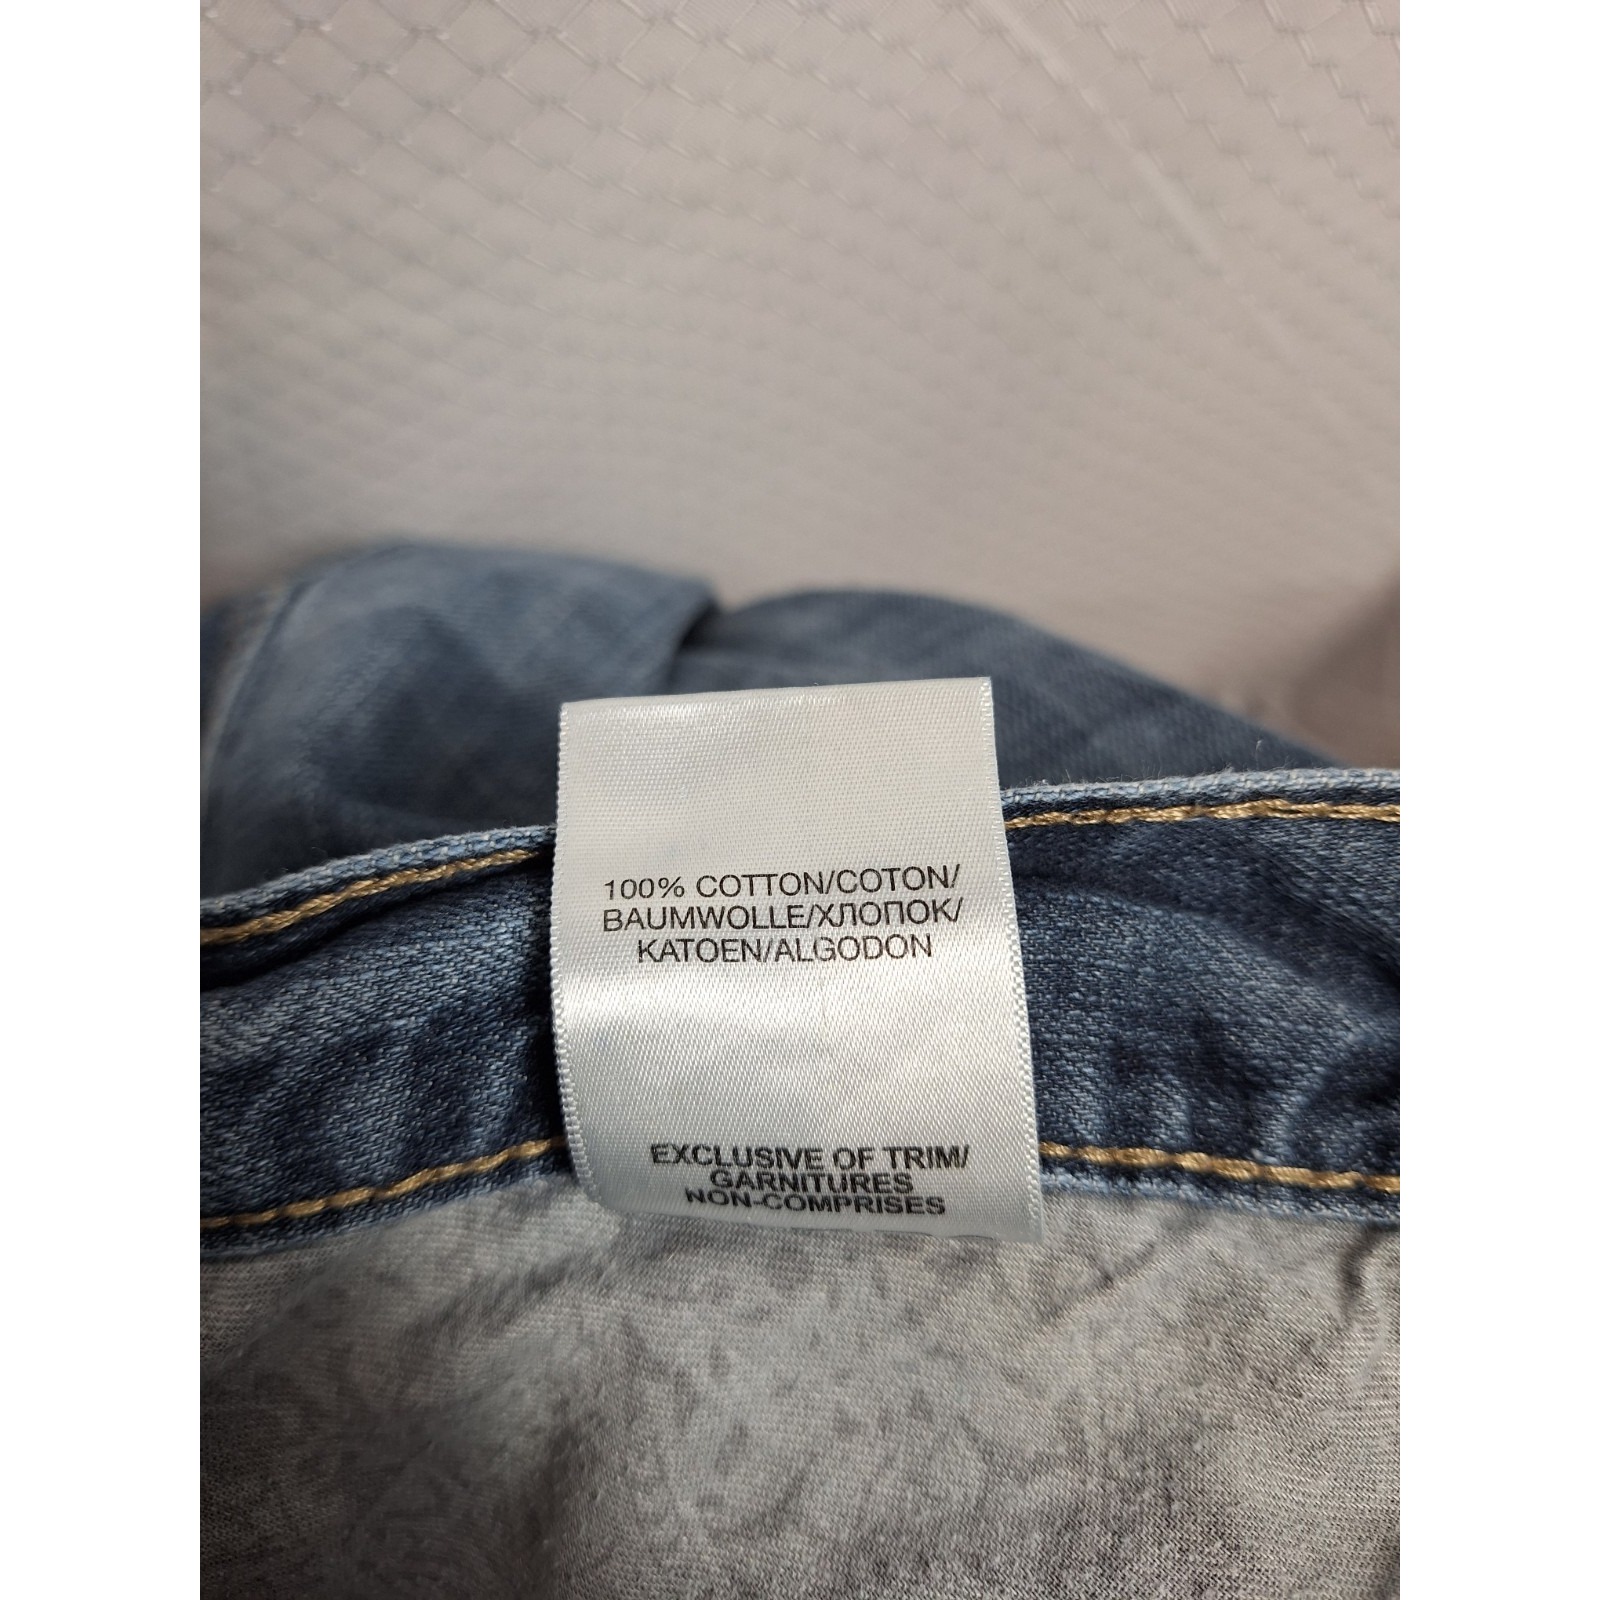 100% COTTON/COTON/
BAUMWOLLE/ХЛОПОК/
KATOEN/ALGODON
EXCLUSIVE OF TRIM/
GARNITURES
NON-COMPRISES